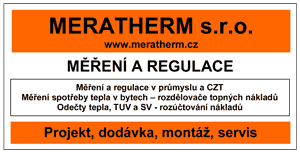 MERATHERM s.r.o.
www.meratherm.cz
MĚŘENÍ A REGULACE
Měření a regulace v průmyslu a CZT
Měření spotřeby tepla v bytech – rozdělovače topných nákladů
Odečty tepla, TUV a SV - rozúčtování nákladů
Projekt, dodávka, montáž, servis